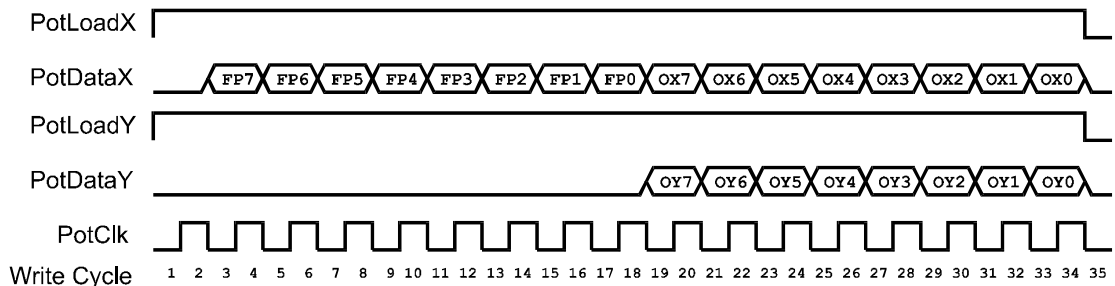 PotLoadX
PotDataX FP7 FP6 FP5 FP4 FP3 FP2 FP1 FP0 OX7 OX6 OX5 OX4 OX3 OX2 OX1 OX0
PotLoadY
PotDataY OY7 OY6 OY5 OY4 OY3 OY2 OY1 OY0
PotClk
Write Cycle 1 2 3 4 5 6 7 8 9 10 11 12 13 14 15 16 17 18 19 20 21 22 23 24 25 26 27 28 29 30 31 32 33 34 35